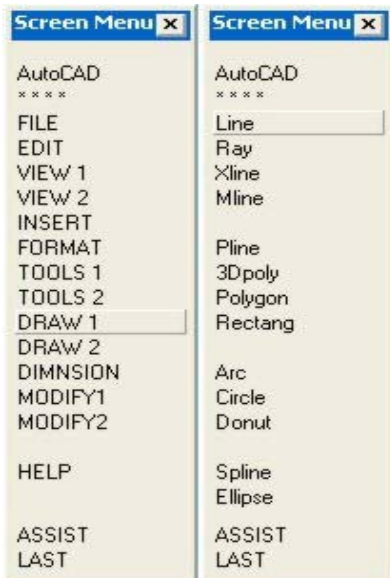 Screen Menu
AutoCAD
* * * *
FILE
EDIT
VIEW 1
VIEW 2
INSERT
FORMAT
TOOLS 1
TOOLS 2
DRAW 1
DRAW 2
DIMNSION
MODIFY1
MODIFY2
HELP
ASSIST
LAST
Screen Menu
AutoCAD
* * * *
Line
Ray
Xline
Mline
Pline
3Dpoly
Polygon
Rectang
Arc
Circle
Donut
Spline
Ellipse
ASSIST
LAST